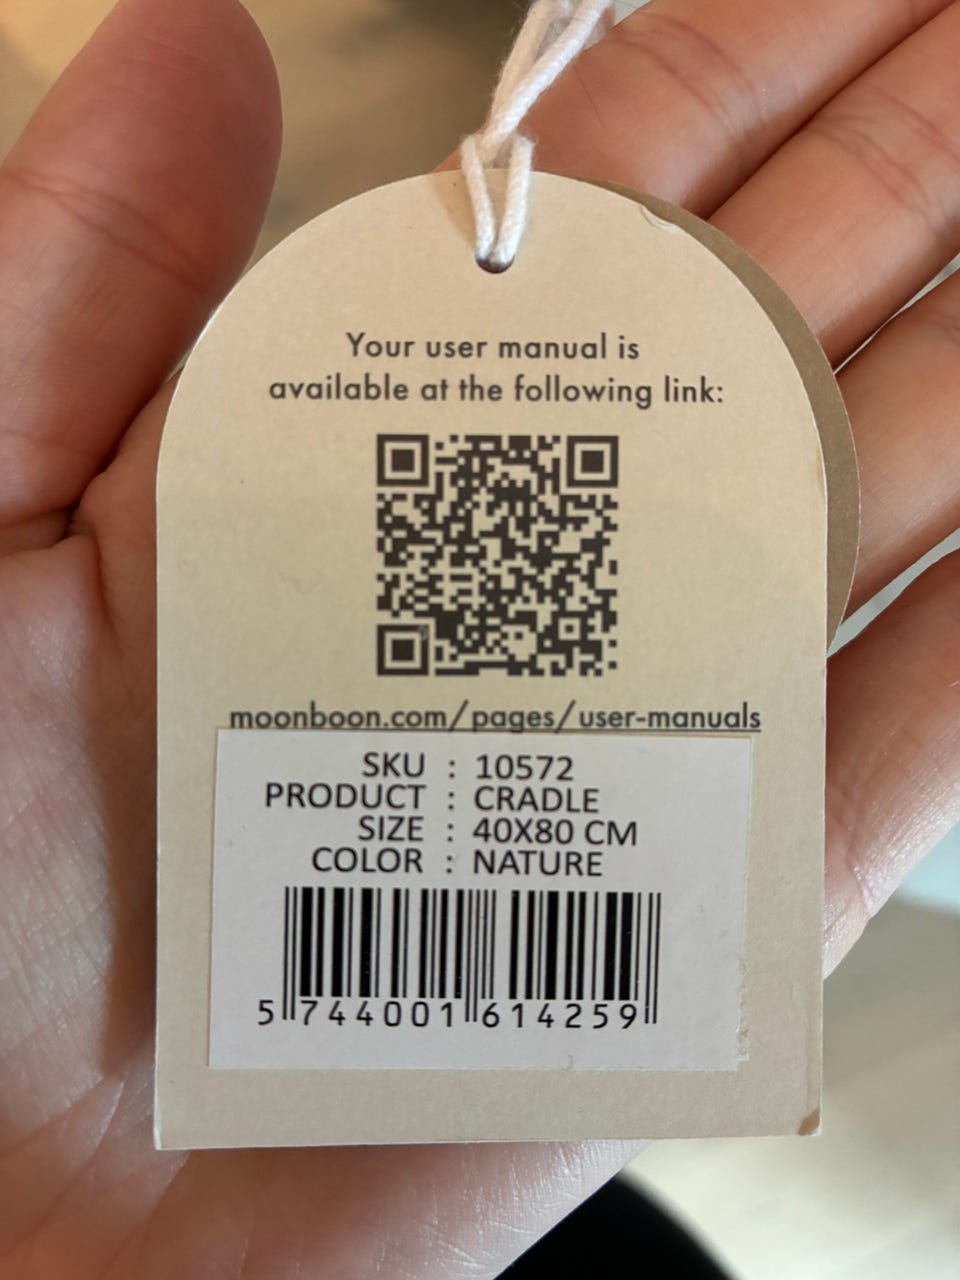 Your user manual is
available at the following link:
moonboon.com/pages/user-manuals
SKU : 10572
PRODUCT : CRADLE
SIZE : 40X80 CM
COLOR : NATURE
5 744001 614259